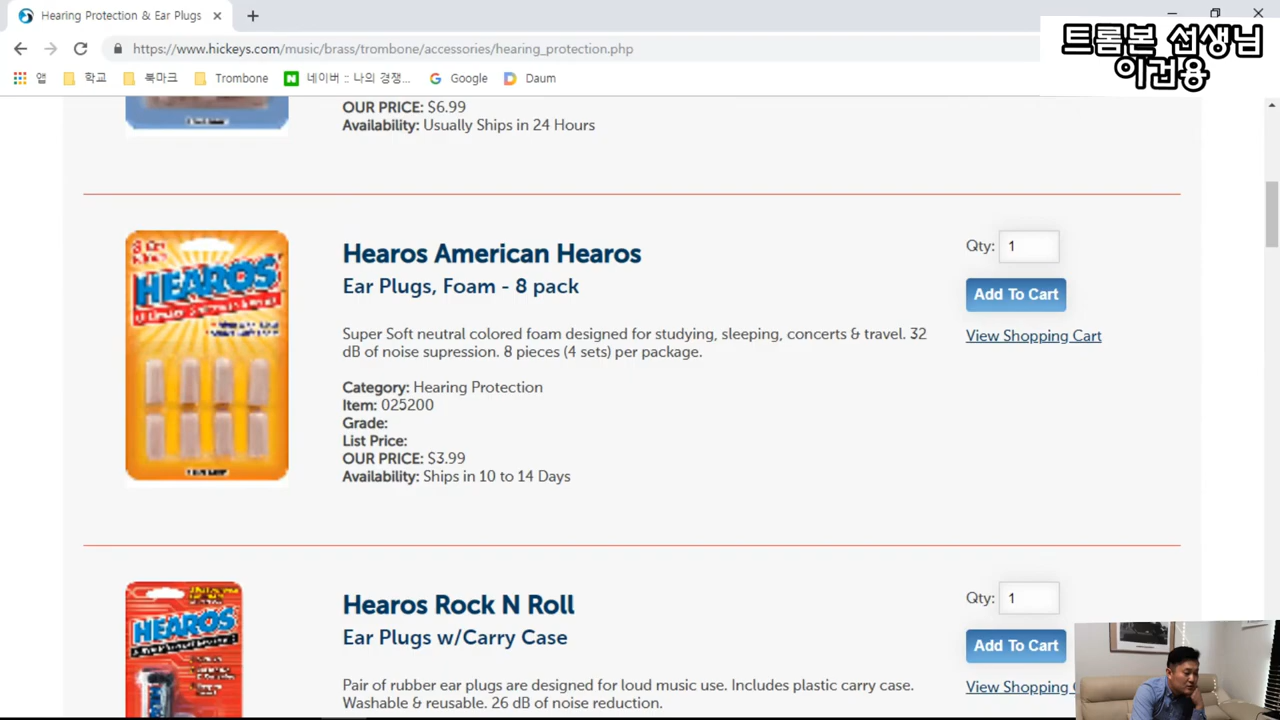 Hearing Protection & Ear Plugs
https://www.hickeys.com/music/brass/trombone/accessories/hearing_protection.php
트롬본 선생님
이건용
앱 학교 북마크 Trombone 네이버 :: 나의 경쟁... Google Daum
OUR PRICE: $6.99
Availability: Usually Ships in 24 Hours
HEAROS
Hearos American Hearos
Ear Plugs, Foam - 8 pack
Super Soft neutral colored foam designed for studying, sleeping, concerts & travel. 32
dB of noise supression. 8 pieces (4 sets) per package.
Category: Hearing Protection
Item: 025200
Grade:
List Price:
OUR PRICE: $3.99
Availability: Ships in 10 to 14 Days
Qty: 1
Add To Cart
View Shopping Cart
HEAROS
Hearos Rock N Roll
Ear Plugs w/Carry Case
Pair of rubber ear plugs are designed for loud music use. Includes plastic carry case.
Washable & reusable. 26 dB of noise reduction.
Qty: 1
Add To Cart
View Shopping